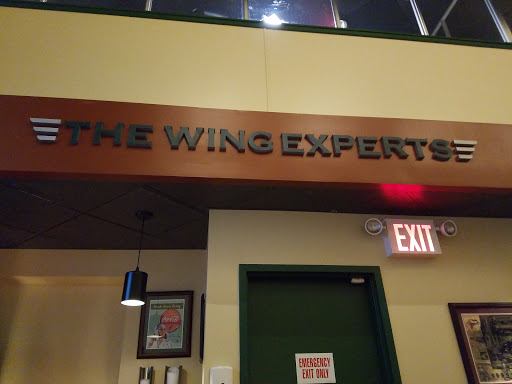 THE WING EXPERTS
EXIT
EMERGENCY
EXIT ONLY